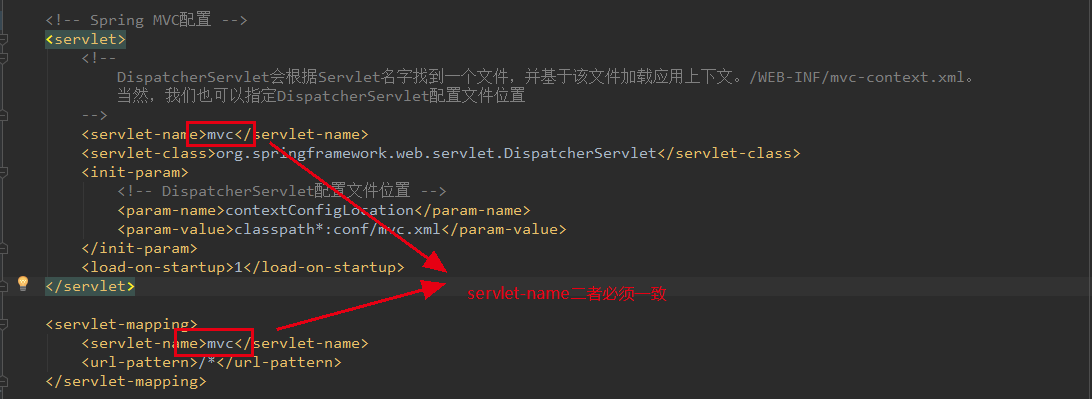 <!-- Spring MVC配置 -->
<servlet>
<!--
DispatcherServlet会根据Servlet名字找到一个文件，并基于该文件加载应用上下文。/WEB-INF/mvc-context.xml。
当然，我们也可以指定DispatcherServlet配置文件位置
-->
<servlet-name>mvc</servlet-name>
<servlet-class>org.springframework.web.servlet.DispatcherServlet</servlet-class>
<init-param>
<!-- DispatcherServlet配置文件位置 -->
<param-name>contextConfigLocation</param-name>
<param-value>classpath*:conf/mvc.xml</param-value>
</init-param>
<load-on-startup>1</load-on-startup>
</servlet>
servlet-name二者必须一致
<servlet-mapping>
<servlet-name>mvc</servlet-name>
<url-pattern>/*</url-pattern>
</servlet-mapping>